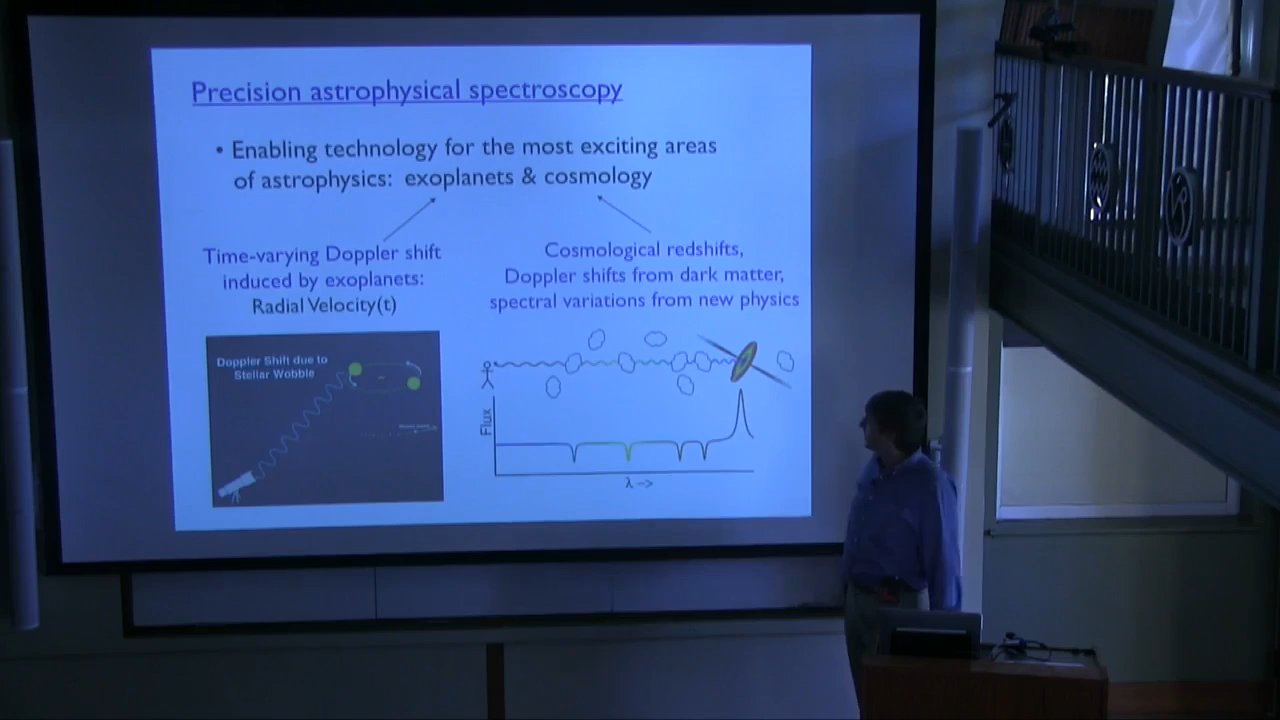 Precision astrophysical spectroscopy
• Enabling technology for the most exciting areas
of astrophysics: exoplanets & cosmology
Time-varying Doppler shift
induced by exoplanets:
Radial Velocity(t)
Cosmological redshifts,
Doppler shifts from dark matter,
spectral variations from new physics
Doppler Shift due to
Stellar Wobble
Flux
λ ->